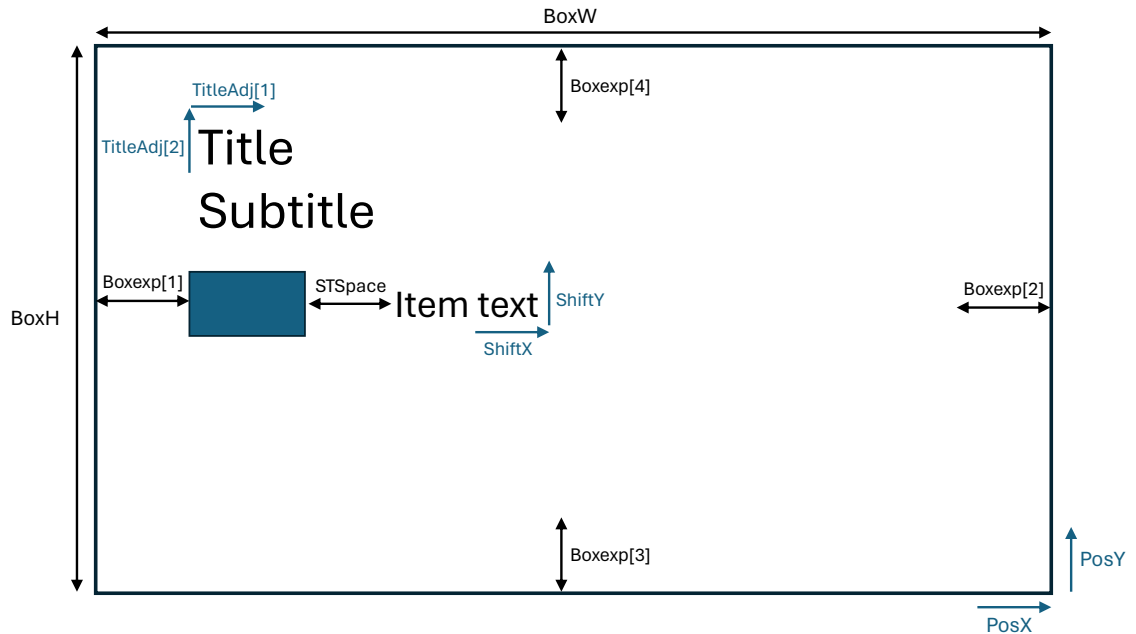 BoxW
Boxexp[4]
TitleAdj[1]
TitleAdj[2]
Title
Subtitle
Boxexp[1]
STSpace
Item text
ShiftY
ShiftX
Boxexp[2]
BoxH
Boxexp[3]
PosY
PosX